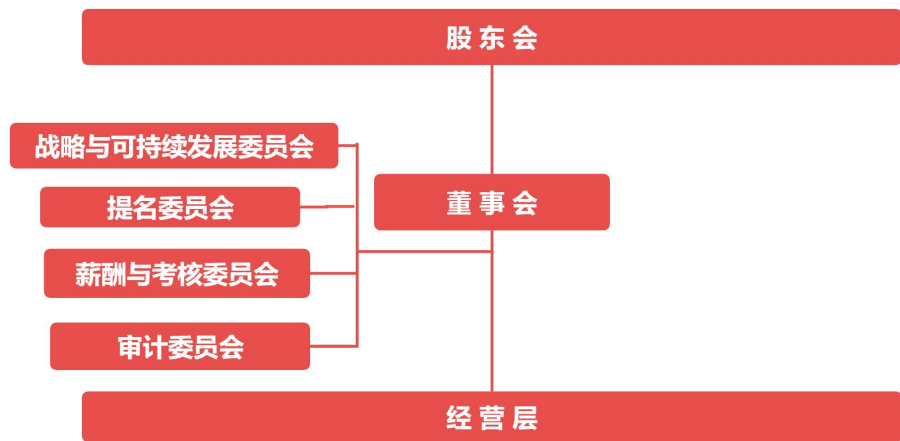 股东会
战略与可持续发展委员会
董事会
提名委员会
薪酬与考核委员会
审计委员会
经营层